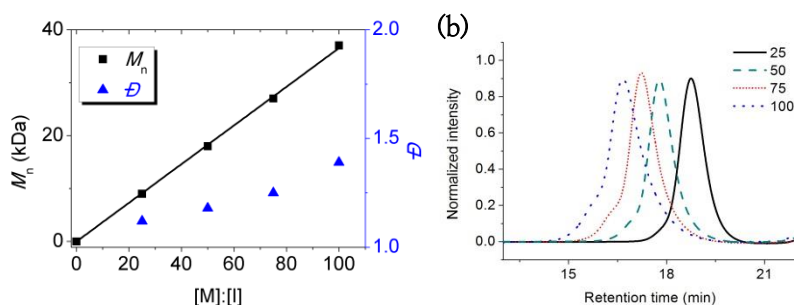 40
20
0
Mn (kDa)
Mn
Đ
0 20 40 60 80 100
[M]:[I]
2.0
1.5
1.0
Đ
(b)
1.0
0.8
0.6
0.4
0.2
0.0
Normalized intensity
25
50
75
100
15 18 21
Retention time (min)